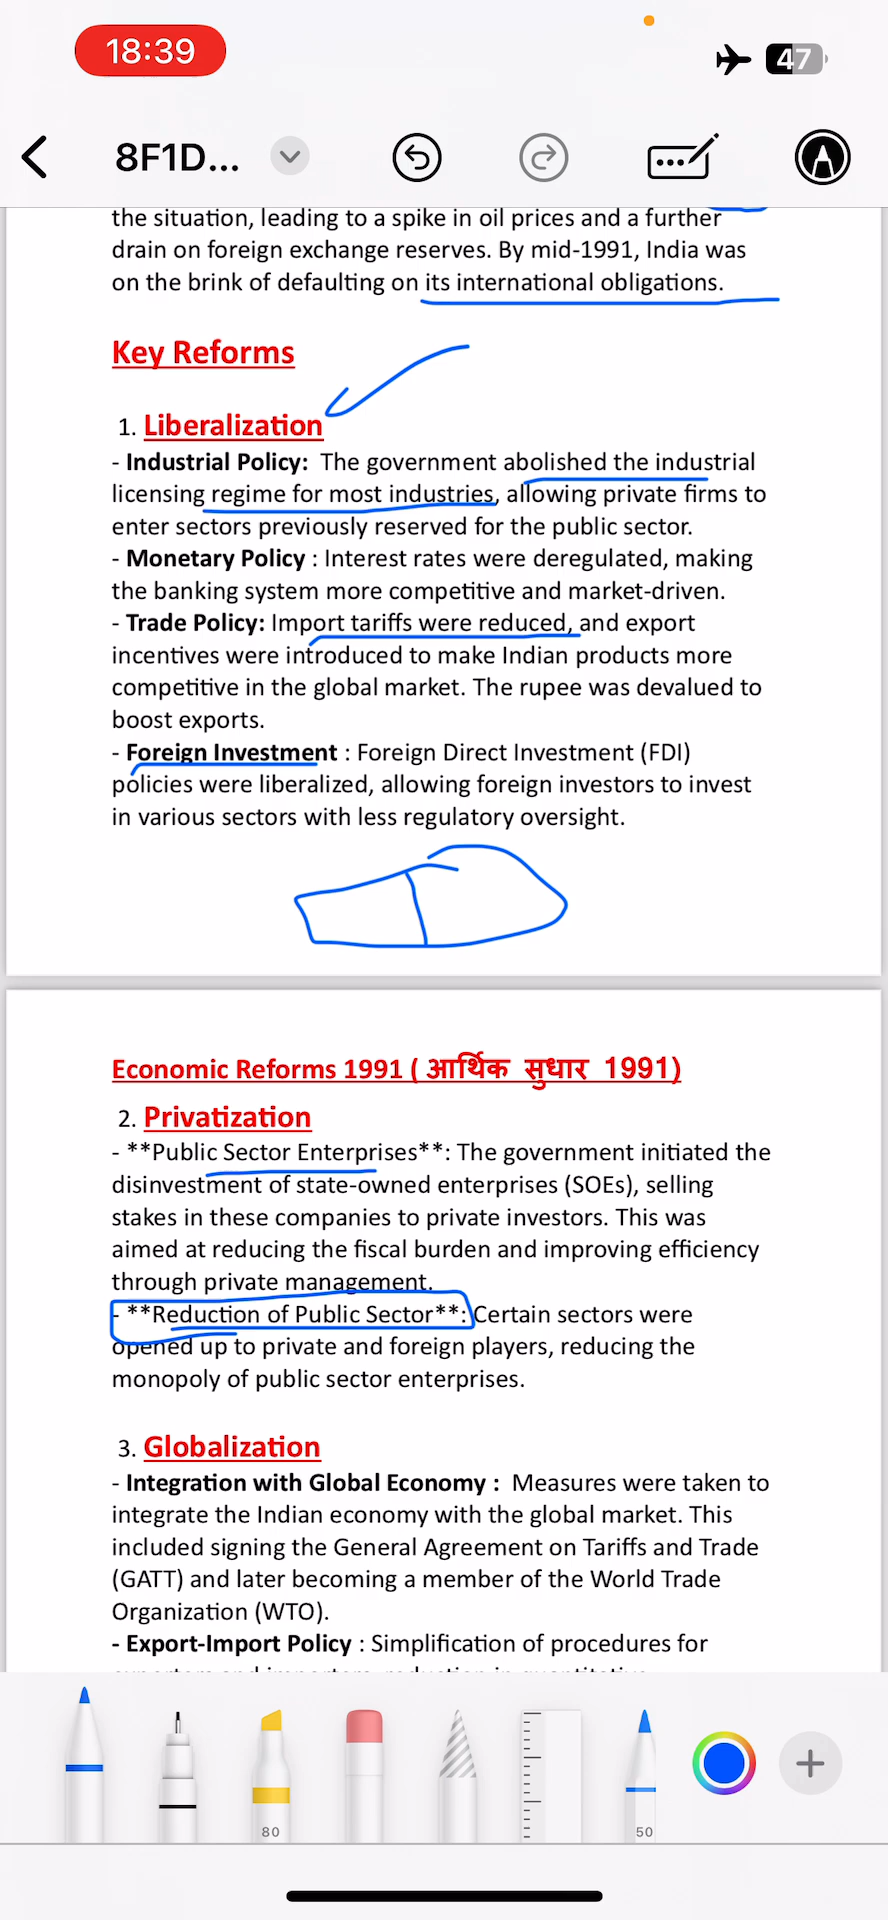 18:39
47
8F1D...
the situation, leading to a spike in oil prices and a further
drain on foreign exchange reserves. By mid-1991, India was
on the brink of defaulting on its international obligations.
Key Reforms
1. Liberalization
- Industrial Policy: The government abolished the industrial
licensing regime for most industries, allowing private firms to
enter sectors previously reserved for the public sector.
- Monetary Policy : Interest rates were deregulated, making
the banking system more competitive and market-driven.
- Trade Policy: Import tariffs were reduced, and export
incentives were introduced to make Indian products more
competitive in the global market. The rupee was devalued to
boost exports.
- Foreign Investment : Foreign Direct Investment (FDI)
policies were liberalized, allowing foreign investors to invest
in various sectors with less regulatory oversight.
Economic Reforms 1991 ( आर्थिक सुधार 1991)
2. Privatization
- **Public Sector Enterprises**: The government initiated the
disinvestment of state-owned enterprises (SOEs), selling
stakes in these companies to private investors. This was
aimed at reducing the fiscal burden and improving efficiency
through private management.
- **Reduction of Public Sector**: Certain sectors were
opened up to private and foreign players, reducing the
monopoly of public sector enterprises.
3. Globalization
- Integration with Global Economy : Measures were taken to
integrate the Indian economy with the global market. This
included signing the General Agreement on Tariffs and Trade
(GATT) and later becoming a member of the World Trade
Organization (WTO).
- Export-Import Policy : Simplification of procedures for
80
50